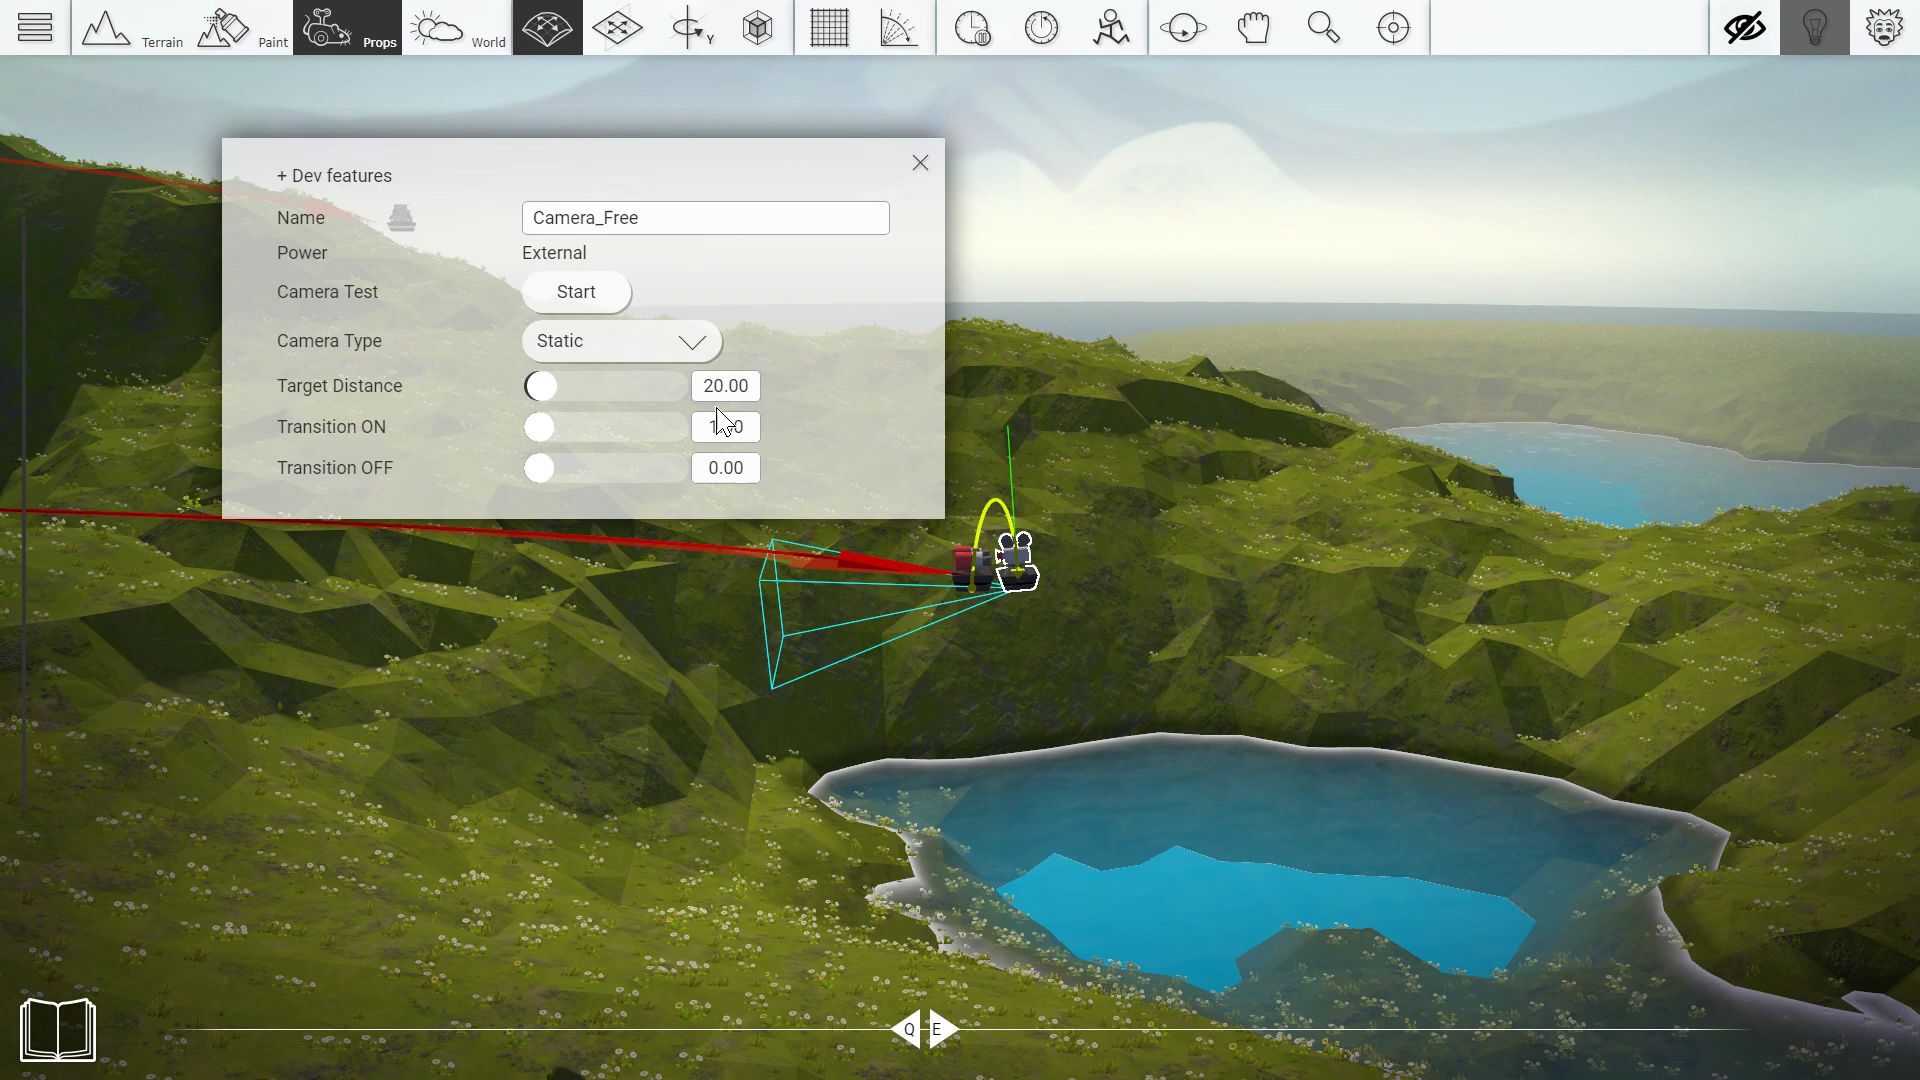 Terrain
Paint
Props
World
Y
+ Dev features
Name
Camera_Free
Power
External
Camera Test
Start
Camera Type
Static
Target Distance
20.00
Transition ON
Transition OFF
0.00
Q E